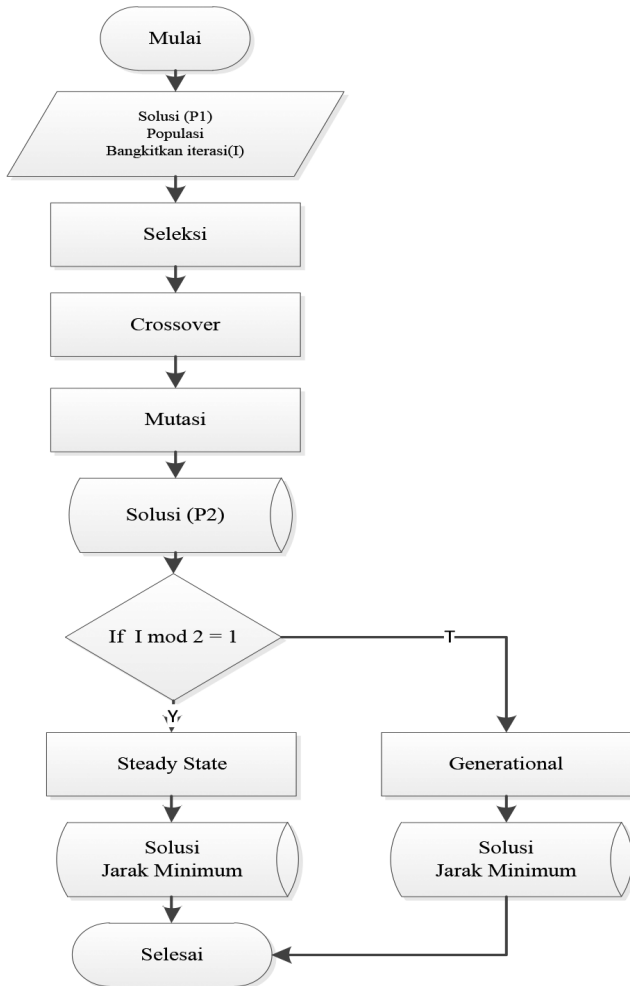 Mulai
Solusi (P1)
Populasi
Bangkitkan iterasi(I)
Seleksi
Crossover
Mutasi
Solusi (P2)
If I mod 2 = 1
T
Y
Steady State
Generational
Solusi
Jarak Minimum
Solusi
Jarak Minimum
Selesai